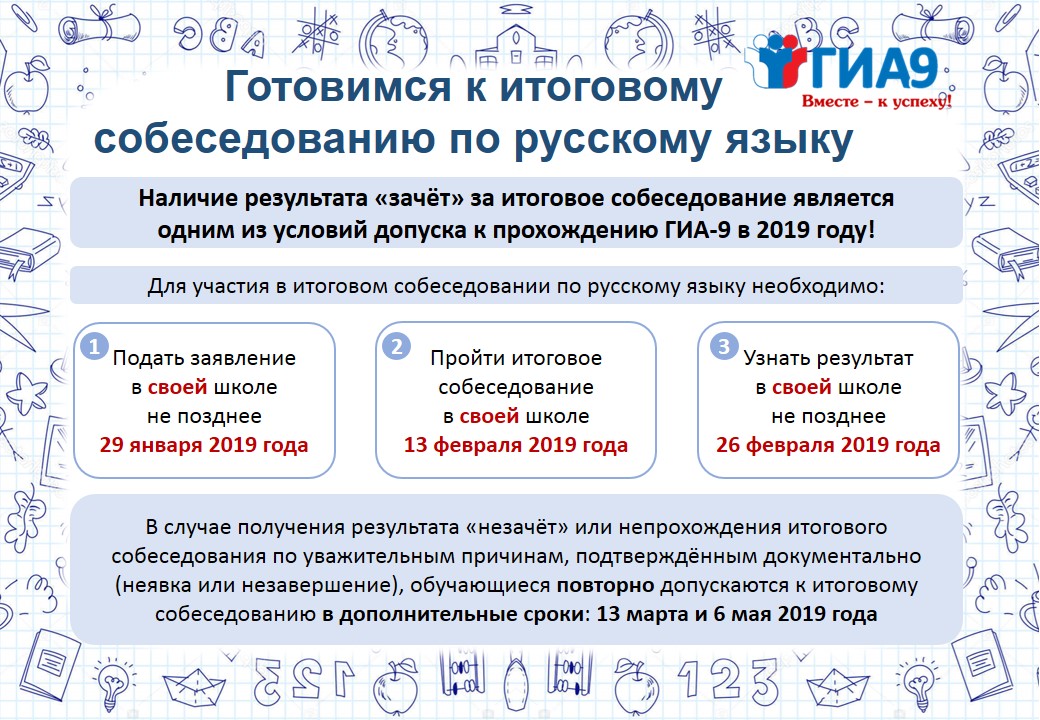 ГИА9
Вместе – к успеху!
Готовимся к итоговому
собеседованию по русскому языку
Наличие результата «зачёт» за итоговое собеседование является
одним из условий допуска к прохождению ГИА-9 в 2019 году!
Для участия в итоговом собеседовании по русскому языку необходимо:
1
Подать заявление
в своей школе
не позднее
29 января 2019 года
2
Пройти итоговое
собеседование
в своей школе
13 февраля 2019 года
3
Узнать результат
в своей школе
не позднее
26 февраля 2019 года
В случае получения результата «незачёт» или непрохождения итогового
собеседования по уважительным причинам, подтверждённым документально
(неявка или незавершение), обучающиеся повторно допускаются к итоговому
собеседованию в дополнительные сроки: 13 марта и 6 мая 2019 года
123